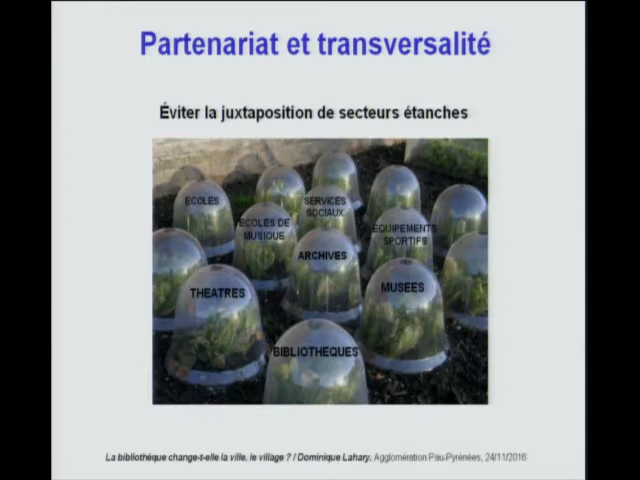 Partenariat et transversalité
Éviter la juxtaposition de secteurs étanches
ECOLES
SERVICES
SOCIAUX
ECOLES DE
MUSIQUE
EQUIPEMENTS
SPORTIFS
ARCHIVES
THEATRES
MUSEES
BIBLIOTHEQUES
La bibliothèque change-t-elle la ville, le village ? / Dominique Lahary, Agglomération Pau-Pyrénées, 24/11/2016